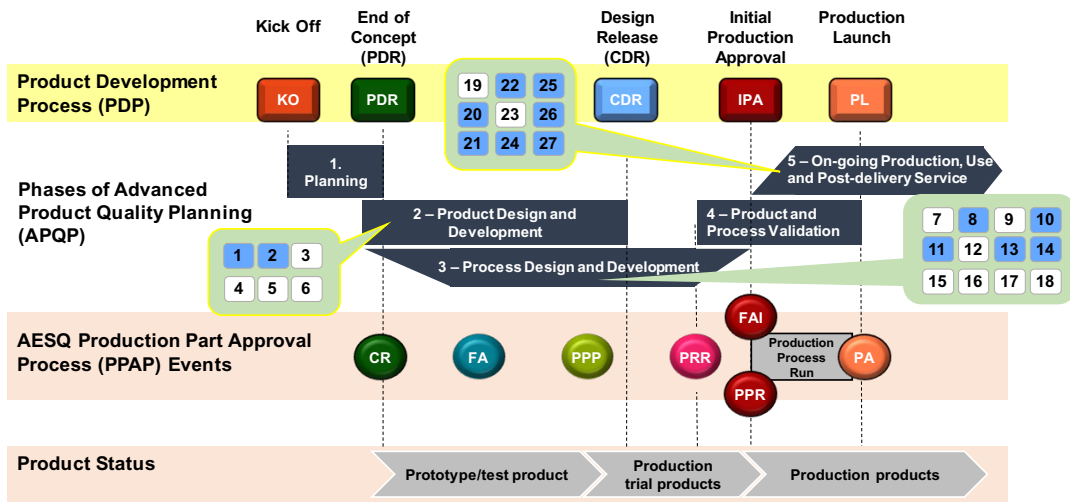 Kick Off
End of
Concept
(PDR)
Design
Release
(CDR)
Initial
Production
Approval
Production
Launch
Product Development
Process (PDP)
KO
PDR
19 22 25
20 23 26
21 24 27
CDR
IPA
PL
Phases of Advanced
Product Quality Planning
(APQP)
1.
Planning
5 – On-going Production, Use
and Post-delivery Service
2 – Product Design and
Development
4 – Product and
Process Validation
3 – Process Design and Development
1 2 3
4 5 6
7 8 9 10
11 12 13 14
15 16 17 18
AESQ Production Part Approval
Process (PPAP) Events
CR
FA
PPP
PRR
FAI
PPR
Production
Process
Run
PA
Product Status
Prototype/test product
Production
trial products
Production products